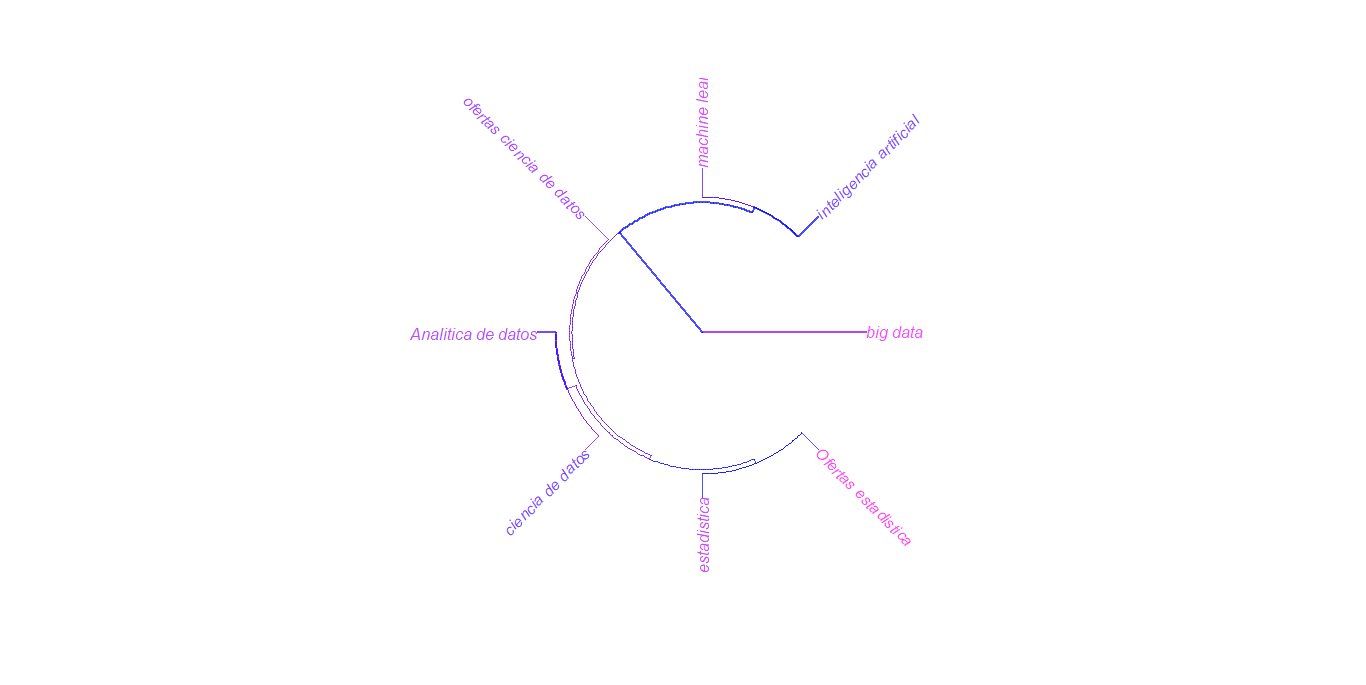 machine lear
inteligencia artificial
ofertas ciencia de datos
big data
Analitica de datos
ciencia de datos
estadistica
Ofertas estadistica